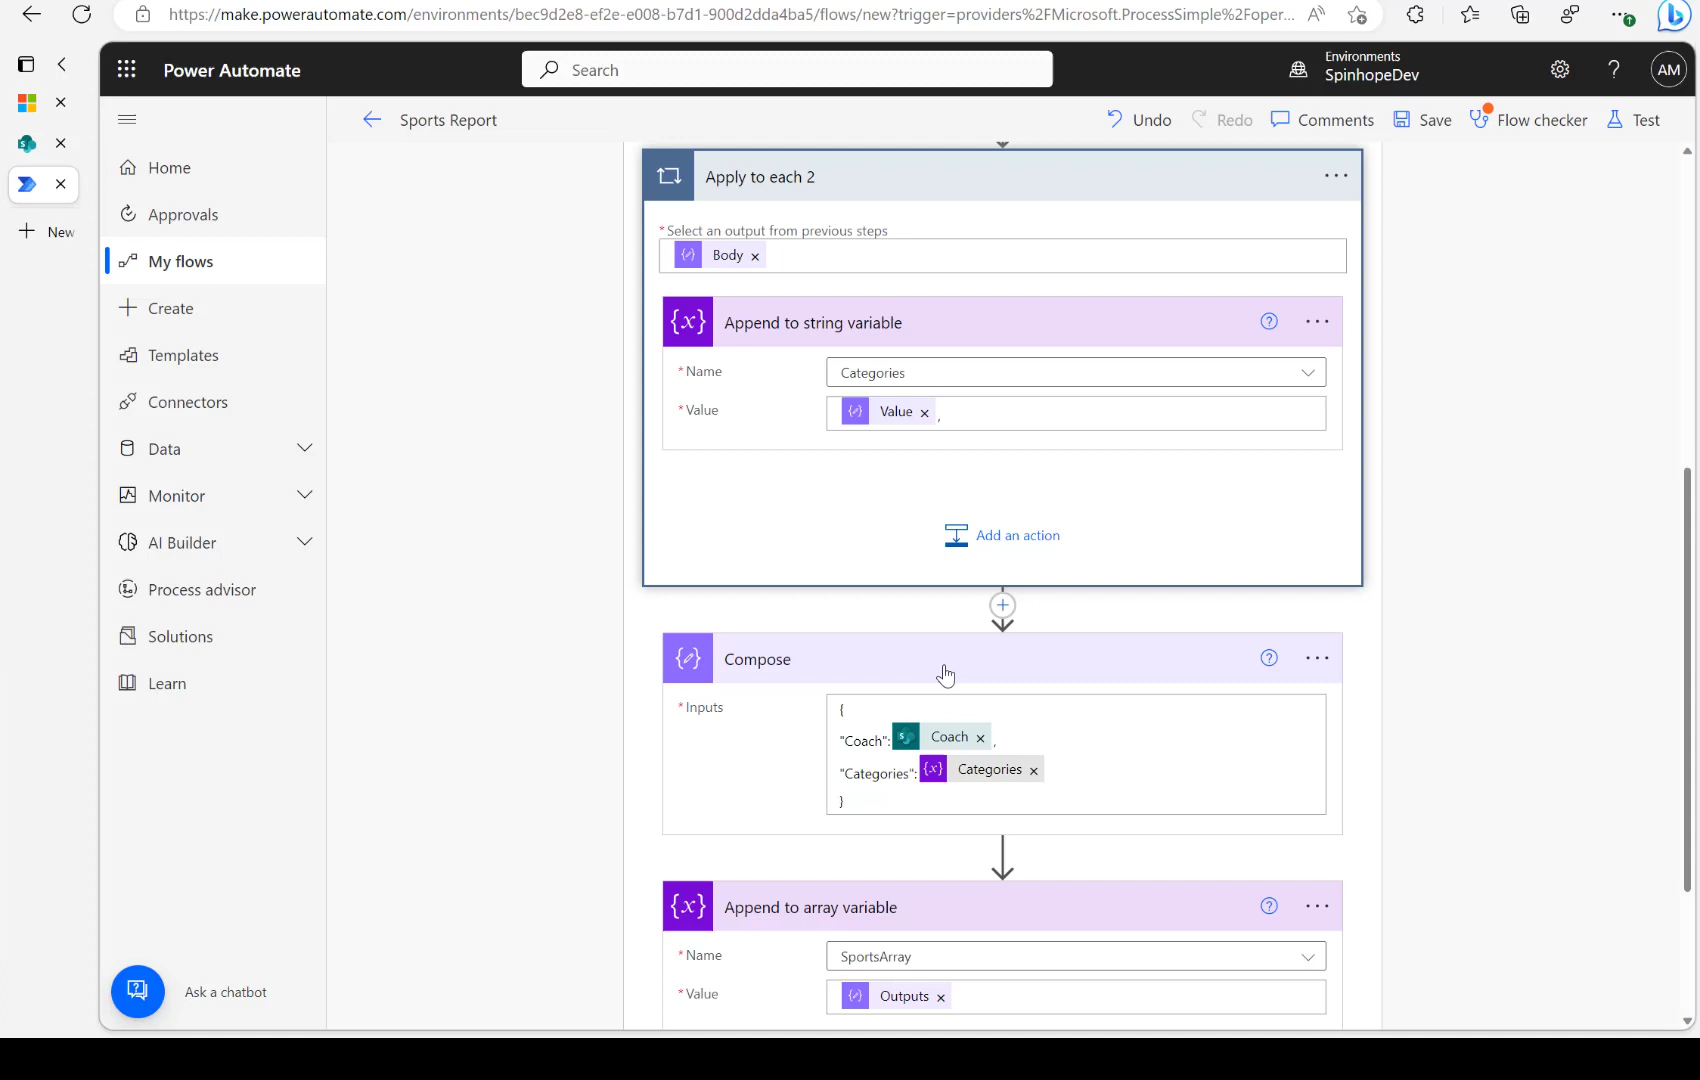 https://make.powerautomate.com/environments/bec9d2e8-ef2e-e008-b7d1-900d2dda4ba5/flows/new?trigger=providers%2FMicrosoft.ProcessSimple%2Foper...
Power Automate
Search
Environments
SpinhopeDev
AM
Sports Report
Undo
Redo
Comments
Save
Flow checker
Test
New
Home
Approvals
My flows
Create
Templates
Connectors
Data
Monitor
AI Builder
Process advisor
Solutions
Learn
Ask a chatbot
Apply to each 2
* Select an output from previous steps
Body ×
{x} Append to string variable
* Name
Categories
* Value
Value × ,
Add an action
Compose
* Inputs
{
"Coach": Coach × ,
"Categories": {x} Categories ×
}
{x} Append to array variable
* Name
SportsArray
* Value
Outputs ×